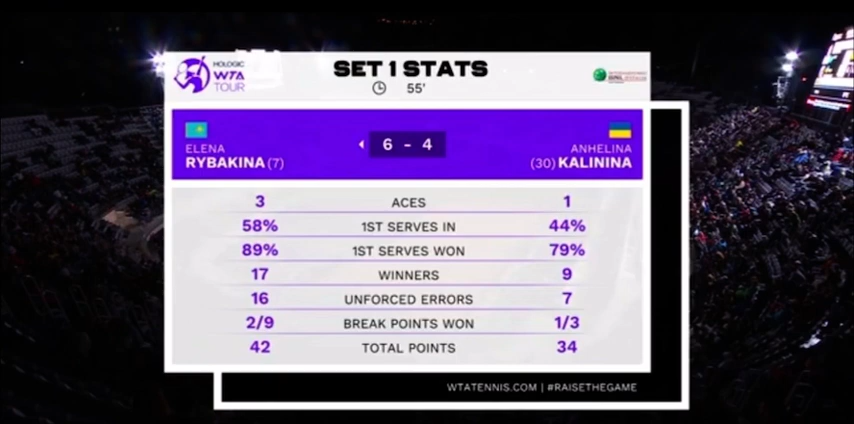 HOLOGIC
WTA
TOUR
SET 1 STATS
55'
ELENA
RYBAKINA (7)
6 - 4
ANHELINA
(30) KALININA
3 ACES 1
58% 1ST SERVES IN 44%
89% 1ST SERVES WON 79%
17 WINNERS 9
16 UNFORCED ERRORS 7
2/9 BREAK POINTS WON 1/3
42 TOTAL POINTS 34
WTATENNIS.COM | #RAISETHEGAME